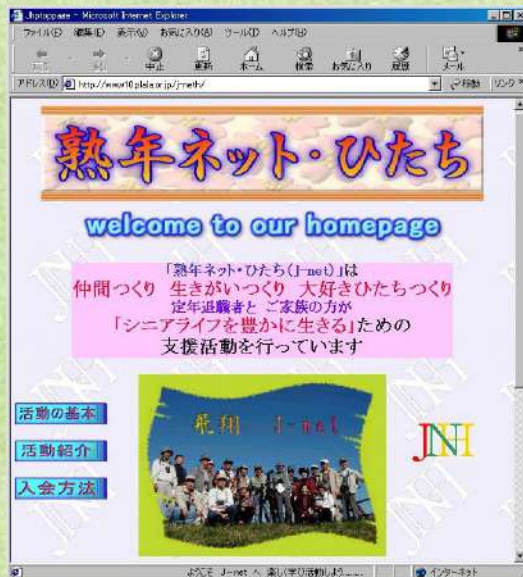 Jhptoppage - Microsoft Internet Explorer
ファイル(F) 編集(E) 表示(V) お気に入り(A) ツール(T) ヘルプ(H)
中止 更新 ホーム 検索 お気に入り 履歴 メール
アドレス(D) http://www10.plala.or.jp/j-neth/ 移動 リンク
熟年ネット・ひたち
welcome to our homepage
「熟年ネット・ひたち(J-net)」は
仲間つくり 生きがいつくり 大好きひたちつくり
定年退職者と ご家族の方が
「シニアライフを豊かに生きる」ための
支援活動を行っています
活動の基本
活動紹介
入会方法
飛翔 J-net
JNH
ようこそ J-net へ 楽しく学び活動しよう
インターネット